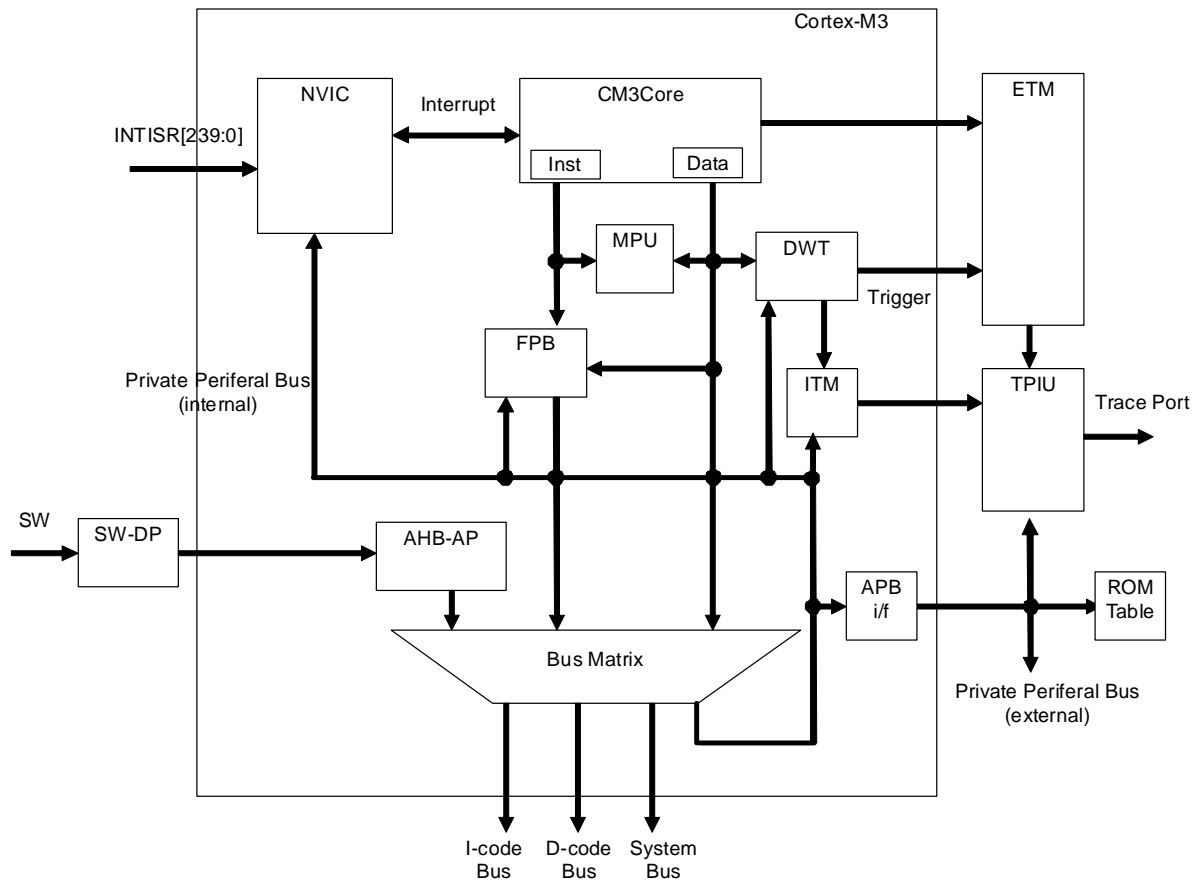 Cortex-M3
NVIC
Interrupt
CM3Core
ETM
INTISR[239:0]
Inst
Data
MPU
DWT
Trigger
FPB
Private Periferal Bus
(internal)
ITM
TPIU
Trace Port
SW
SW-DP
AHB-AP
APB
i/f
ROM
Table
Bus Matrix
Private Periferal Bus
(external)
I-code
Bus
D-code
Bus
System
Bus